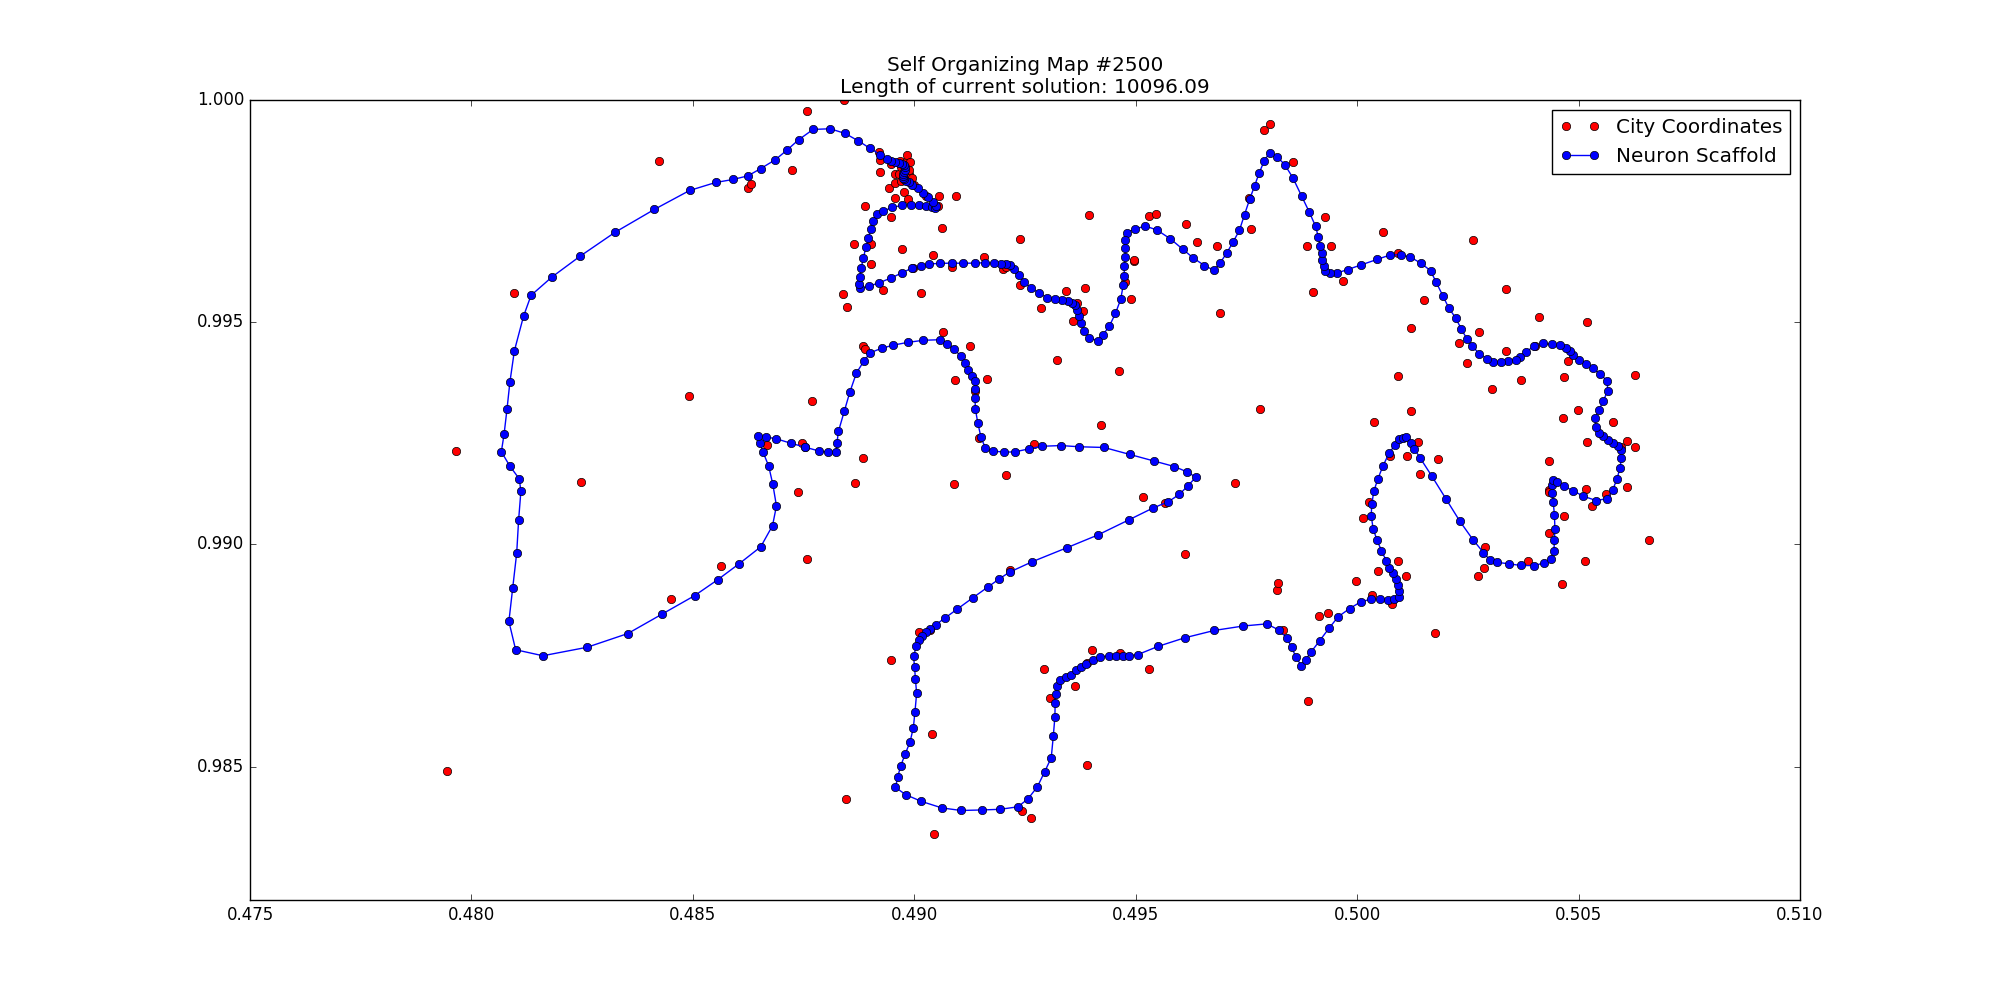 Self Organizing Map #2500
Length of current solution: 10096.09
City Coordinates
Neuron Scaffold
1.000
0.995
0.990
0.985
0.475 0.480 0.485 0.490 0.495 0.500 0.505 0.510